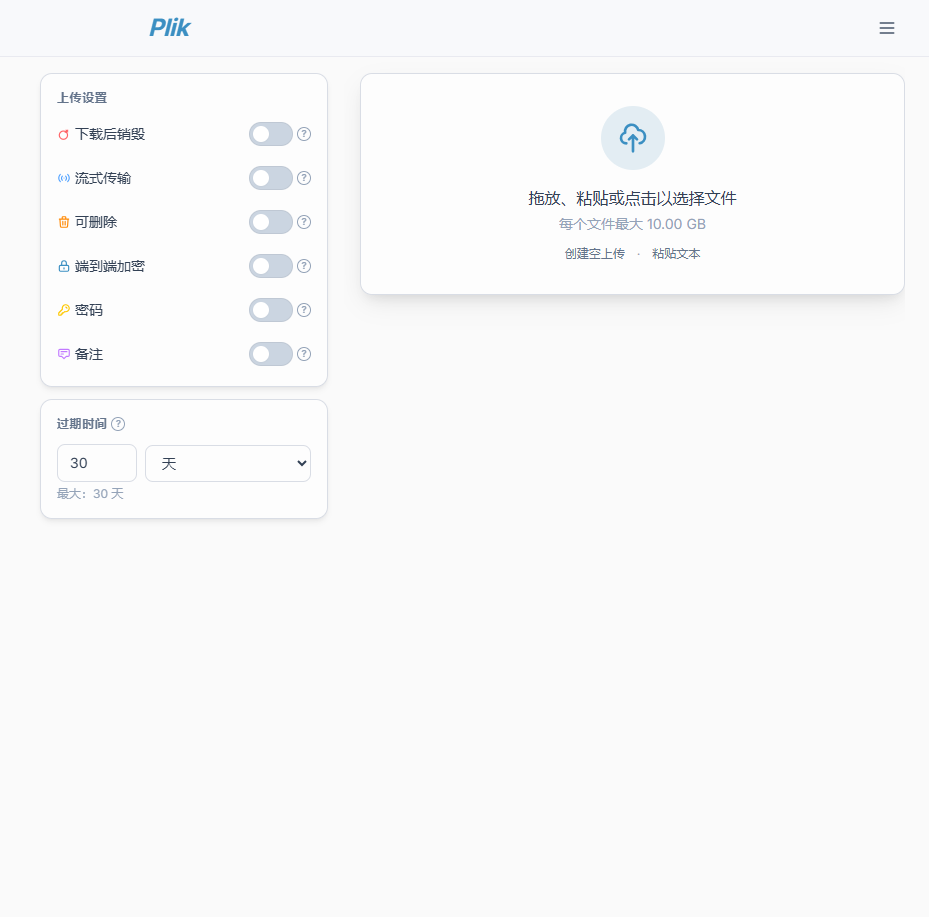 Plik
上传设置
下载后销毁
流式传输
可删除
端到端加密
密码
备注
过期时间
30
天
最大：30 天
拖放、粘贴或点击以选择文件
每个文件最大 10.00 GB
创建空上传 · 粘贴文本